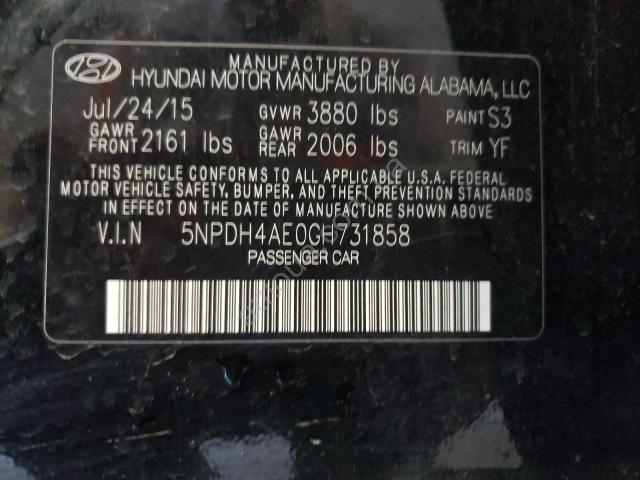 MANUFACTURED BY
HYUNDAI MOTOR MANUFACTURING ALABAMA, LLC
Jul/24/15 GVWR 3880 lbs PAINT S3
GAWR FRONT 2161 lbs GAWR REAR 2006 lbs TRIM YF
THIS VEHICLE CONFORMS TO ALL APPLICABLE U.S.A. FEDERAL
MOTOR VEHICLE SAFETY, BUMPER, AND THEFT PREVENTION STANDARDS
IN EFFECT ON THE DATE OF MANUFACTURE SHOWN ABOVE.
V.I.N 5NPDH4AE0GH731858
PASSENGER CAR